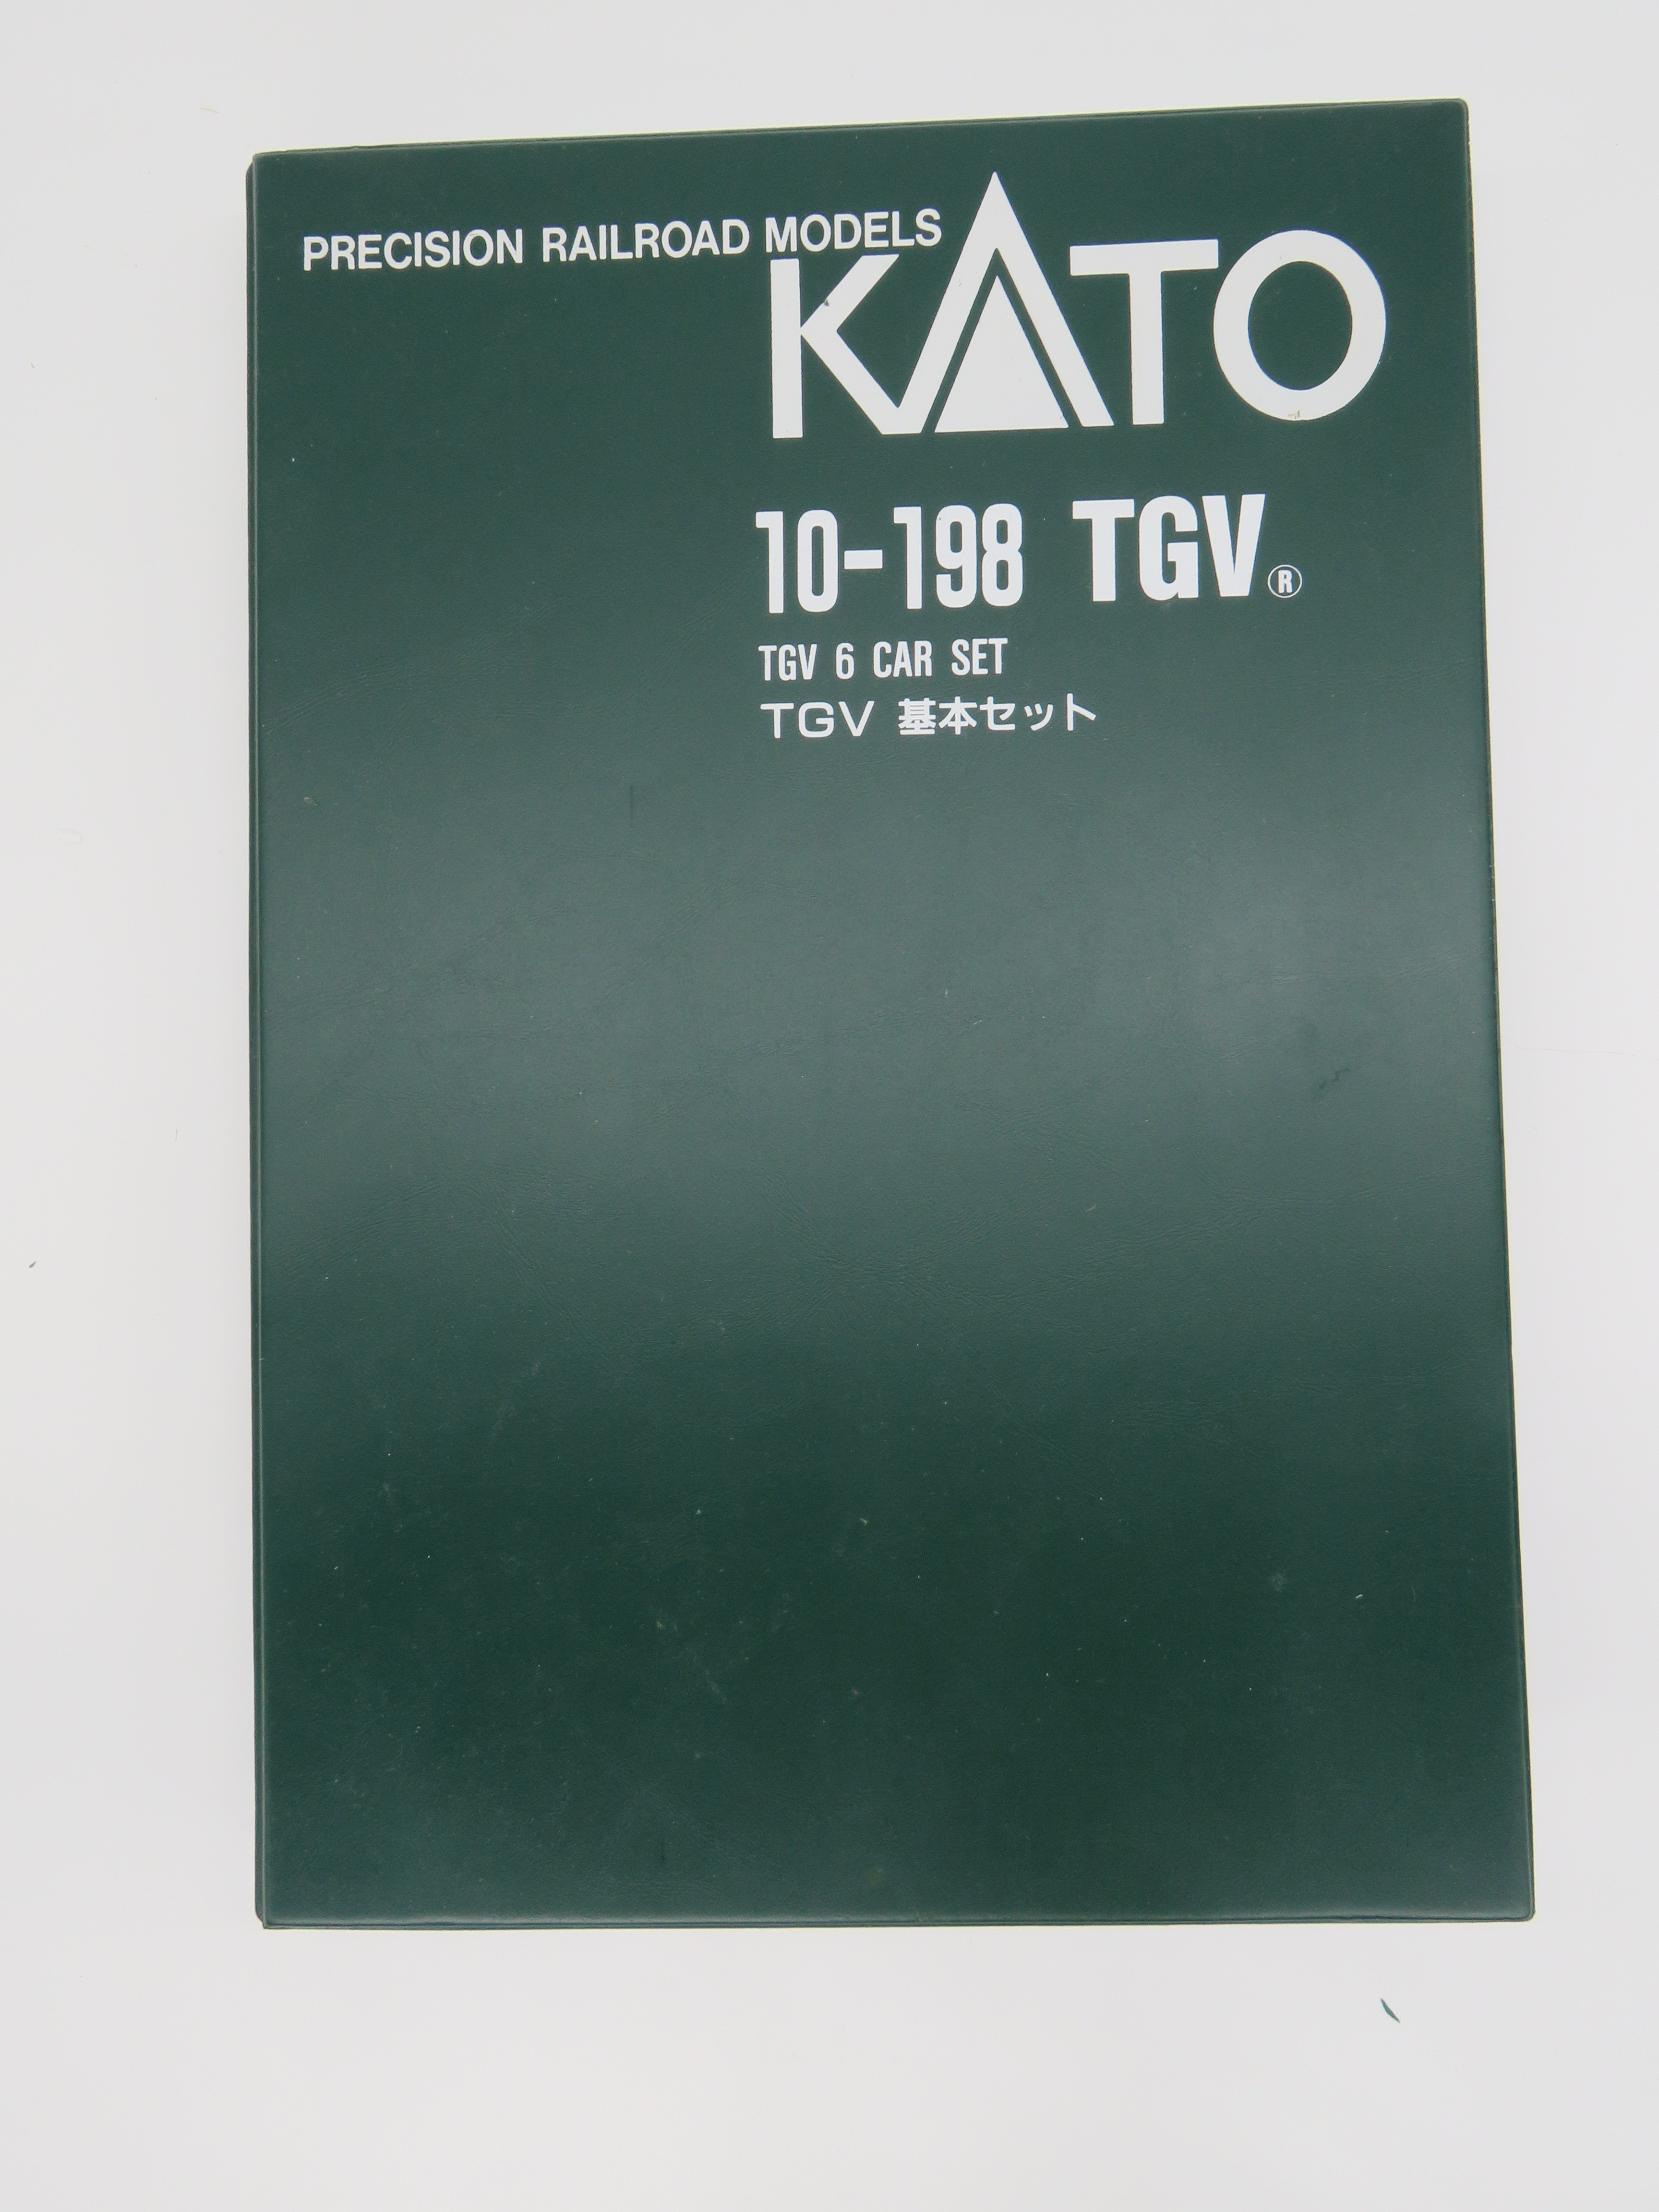 PRECISION RAILROAD MODELS
KATO
10-198 TGV®
TGV 6 CAR SET
TGV 基本セット